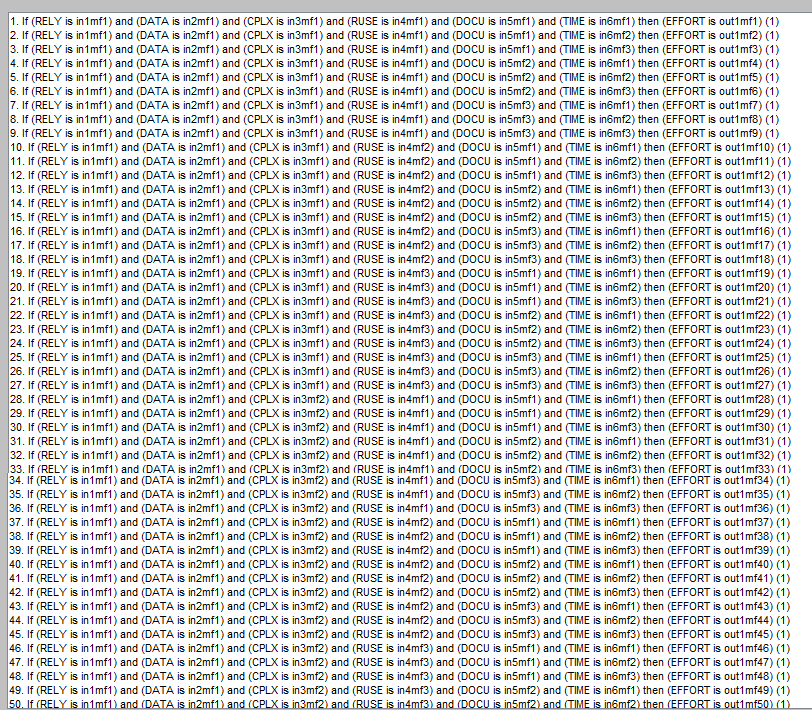 1. If (RELY is in1mf1) and (DATA is in2mf1) and (CPLX is in3mf1) and (RUSE is in4mf1) and (DOCU is in5mf1) and (TIME is in6mf1) then (EFFORT is out1mf1) (1)
2. If (RELY is in1mf1) and (DATA is in2mf1) and (CPLX is in3mf1) and (RUSE is in4mf1) and (DOCU is in5mf1) and (TIME is in6mf2) then (EFFORT is out1mf2) (1)
3. If (RELY is in1mf1) and (DATA is in2mf1) and (CPLX is in3mf1) and (RUSE is in4mf1) and (DOCU is in5mf1) and (TIME is in6mf3) then (EFFORT is out1mf3) (1)
4. If (RELY is in1mf1) and (DATA is in2mf1) and (CPLX is in3mf1) and (RUSE is in4mf1) and (DOCU is in5mf2) and (TIME is in6mf1) then (EFFORT is out1mf4) (1)
5. If (RELY is in1mf1) and (DATA is in2mf1) and (CPLX is in3mf1) and (RUSE is in4mf1) and (DOCU is in5mf2) and (TIME is in6mf2) then (EFFORT is out1mf5) (1)
6. If (RELY is in1mf1) and (DATA is in2mf1) and (CPLX is in3mf1) and (RUSE is in4mf1) and (DOCU is in5mf2) and (TIME is in6mf3) then (EFFORT is out1mf6) (1)
7. If (RELY is in1mf1) and (DATA is in2mf1) and (CPLX is in3mf1) and (RUSE is in4mf1) and (DOCU is in5mf3) and (TIME is in6mf1) then (EFFORT is out1mf7) (1)
8. If (RELY is in1mf1) and (DATA is in2mf1) and (CPLX is in3mf1) and (RUSE is in4mf1) and (DOCU is in5mf3) and (TIME is in6mf2) then (EFFORT is out1mf8) (1)
9. If (RELY is in1mf1) and (DATA is in2mf1) and (CPLX is in3mf1) and (RUSE is in4mf1) and (DOCU is in5mf3) and (TIME is in6mf3) then (EFFORT is out1mf9) (1)
10. If (RELY is in1mf1) and (DATA is in2mf1) and (CPLX is in3mf1) and (RUSE is in4mf2) and (DOCU is in5mf1) and (TIME is in6mf1) then (EFFORT is out1mf10) (1)
11. If (RELY is in1mf1) and (DATA is in2mf1) and (CPLX is in3mf1) and (RUSE is in4mf2) and (DOCU is in5mf1) and (TIME is in6mf2) then (EFFORT is out1mf11) (1)
12. If (RELY is in1mf1) and (DATA is in2mf1) and (CPLX is in3mf1) and (RUSE is in4mf2) and (DOCU is in5mf1) and (TIME is in6mf3) then (EFFORT is out1mf12) (1)
13. If (RELY is in1mf1) and (DATA is in2mf1) and (CPLX is in3mf1) and (RUSE is in4mf2) and (DOCU is in5mf2) and (TIME is in6mf1) then (EFFORT is out1mf13) (1)
14. If (RELY is in1mf1) and (DATA is in2mf1) and (CPLX is in3mf1) and (RUSE is in4mf2) and (DOCU is in5mf2) and (TIME is in6mf2) then (EFFORT is out1mf14) (1)
15. If (RELY is in1mf1) and (DATA is in2mf1) and (CPLX is in3mf1) and (RUSE is in4mf2) and (DOCU is in5mf2) and (TIME is in6mf3) then (EFFORT is out1mf15) (1)
16. If (RELY is in1mf1) and (DATA is in2mf1) and (CPLX is in3mf1) and (RUSE is in4mf2) and (DOCU is in5mf3) and (TIME is in6mf1) then (EFFORT is out1mf16) (1)
17. If (RELY is in1mf1) and (DATA is in2mf1) and (CPLX is in3mf1) and (RUSE is in4mf2) and (DOCU is in5mf3) and (TIME is in6mf2) then (EFFORT is out1mf17) (1)
18. If (RELY is in1mf1) and (DATA is in2mf1) and (CPLX is in3mf1) and (RUSE is in4mf2) and (DOCU is in5mf3) and (TIME is in6mf3) then (EFFORT is out1mf18) (1)
19. If (RELY is in1mf1) and (DATA is in2mf1) and (CPLX is in3mf1) and (RUSE is in4mf3) and (DOCU is in5mf1) and (TIME is in6mf1) then (EFFORT is out1mf19) (1)
20. If (RELY is in1mf1) and (DATA is in2mf1) and (CPLX is in3mf1) and (RUSE is in4mf3) and (DOCU is in5mf1) and (TIME is in6mf2) then (EFFORT is out1mf20) (1)
21. If (RELY is in1mf1) and (DATA is in2mf1) and (CPLX is in3mf1) and (RUSE is in4mf3) and (DOCU is in5mf1) and (TIME is in6mf3) then (EFFORT is out1mf21) (1)
22. If (RELY is in1mf1) and (DATA is in2mf1) and (CPLX is in3mf1) and (RUSE is in4mf3) and (DOCU is in5mf2) and (TIME is in6mf1) then (EFFORT is out1mf22) (1)
23. If (RELY is in1mf1) and (DATA is in2mf1) and (CPLX is in3mf1) and (RUSE is in4mf3) and (DOCU is in5mf2) and (TIME is in6mf2) then (EFFORT is out1mf23) (1)
24. If (RELY is in1mf1) and (DATA is in2mf1) and (CPLX is in3mf1) and (RUSE is in4mf3) and (DOCU is in5mf2) and (TIME is in6mf3) then (EFFORT is out1mf24) (1)
25. If (RELY is in1mf1) and (DATA is in2mf1) and (CPLX is in3mf1) and (RUSE is in4mf3) and (DOCU is in5mf3) and (TIME is in6mf1) then (EFFORT is out1mf25) (1)
26. If (RELY is in1mf1) and (DATA is in2mf1) and (CPLX is in3mf1) and (RUSE is in4mf3) and (DOCU is in5mf3) and (TIME is in6mf2) then (EFFORT is out1mf26) (1)
27. If (RELY is in1mf1) and (DATA is in2mf1) and (CPLX is in3mf1) and (RUSE is in4mf3) and (DOCU is in5mf3) and (TIME is in6mf3) then (EFFORT is out1mf27) (1)
28. If (RELY is in1mf1) and (DATA is in2mf1) and (CPLX is in3mf2) and (RUSE is in4mf1) and (DOCU is in5mf1) and (TIME is in6mf1) then (EFFORT is out1mf28) (1)
29. If (RELY is in1mf1) and (DATA is in2mf1) and (CPLX is in3mf2) and (RUSE is in4mf1) and (DOCU is in5mf1) and (TIME is in6mf2) then (EFFORT is out1mf29) (1)
30. If (RELY is in1mf1) and (DATA is in2mf1) and (CPLX is in3mf2) and (RUSE is in4mf1) and (DOCU is in5mf1) and (TIME is in6mf3) then (EFFORT is out1mf30) (1)
31. If (RELY is in1mf1) and (DATA is in2mf1) and (CPLX is in3mf2) and (RUSE is in4mf1) and (DOCU is in5mf2) and (TIME is in6mf1) then (EFFORT is out1mf31) (1)
32. If (RELY is in1mf1) and (DATA is in2mf1) and (CPLX is in3mf2) and (RUSE is in4mf1) and (DOCU is in5mf2) and (TIME is in6mf2) then (EFFORT is out1mf32) (1)
33. If (RELY is in1mf1) and (DATA is in2mf1) and (CPLX is in3mf2) and (RUSE is in4mf1) and (DOCU is in5mf2) and (TIME is in6mf3) then (EFFORT is out1mf33) (1)
34. If (RELY is in1mf1) and (DATA is in2mf1) and (CPLX is in3mf2) and (RUSE is in4mf1) and (DOCU is in5mf3) and (TIME is in6mf1) then (EFFORT is out1mf34) (1)
35. If (RELY is in1mf1) and (DATA is in2mf1) and (CPLX is in3mf2) and (RUSE is in4mf1) and (DOCU is in5mf3) and (TIME is in6mf2) then (EFFORT is out1mf35) (1)
36. If (RELY is in1mf1) and (DATA is in2mf1) and (CPLX is in3mf2) and (RUSE is in4mf1) and (DOCU is in5mf3) and (TIME is in6mf3) then (EFFORT is out1mf36) (1)
37. If (RELY is in1mf1) and (DATA is in2mf1) and (CPLX is in3mf2) and (RUSE is in4mf2) and (DOCU is in5mf1) and (TIME is in6mf1) then (EFFORT is out1mf37) (1)
38. If (RELY is in1mf1) and (DATA is in2mf1) and (CPLX is in3mf2) and (RUSE is in4mf2) and (DOCU is in5mf1) and (TIME is in6mf2) then (EFFORT is out1mf38) (1)
39. If (RELY is in1mf1) and (DATA is in2mf1) and (CPLX is in3mf2) and (RUSE is in4mf2) and (DOCU is in5mf1) and (TIME is in6mf3) then (EFFORT is out1mf39) (1)
40. If (RELY is in1mf1) and (DATA is in2mf1) and (CPLX is in3mf2) and (RUSE is in4mf2) and (DOCU is in5mf2) and (TIME is in6mf1) then (EFFORT is out1mf40) (1)
41. If (RELY is in1mf1) and (DATA is in2mf1) and (CPLX is in3mf2) and (RUSE is in4mf2) and (DOCU is in5mf2) and (TIME is in6mf2) then (EFFORT is out1mf41) (1)
42. If (RELY is in1mf1) and (DATA is in2mf1) and (CPLX is in3mf2) and (RUSE is in4mf2) and (DOCU is in5mf2) and (TIME is in6mf3) then (EFFORT is out1mf42) (1)
43. If (RELY is in1mf1) and (DATA is in2mf1) and (CPLX is in3mf2) and (RUSE is in4mf2) and (DOCU is in5mf3) and (TIME is in6mf1) then (EFFORT is out1mf43) (1)
44. If (RELY is in1mf1) and (DATA is in2mf1) and (CPLX is in3mf2) and (RUSE is in4mf2) and (DOCU is in5mf3) and (TIME is in6mf2) then (EFFORT is out1mf44) (1)
45. If (RELY is in1mf1) and (DATA is in2mf1) and (CPLX is in3mf2) and (RUSE is in4mf2) and (DOCU is in5mf3) and (TIME is in6mf3) then (EFFORT is out1mf45) (1)
46. If (RELY is in1mf1) and (DATA is in2mf1) and (CPLX is in3mf2) and (RUSE is in4mf3) and (DOCU is in5mf1) and (TIME is in6mf1) then (EFFORT is out1mf46) (1)
47. If (RELY is in1mf1) and (DATA is in2mf1) and (CPLX is in3mf2) and (RUSE is in4mf3) and (DOCU is in5mf1) and (TIME is in6mf2) then (EFFORT is out1mf47) (1)
48. If (RELY is in1mf1) and (DATA is in2mf1) and (CPLX is in3mf2) and (RUSE is in4mf3) and (DOCU is in5mf1) and (TIME is in6mf3) then (EFFORT is out1mf48) (1)
49. If (RELY is in1mf1) and (DATA is in2mf1) and (CPLX is in3mf2) and (RUSE is in4mf3) and (DOCU is in5mf2) and (TIME is in6mf1) then (EFFORT is out1mf49) (1)
50. If (RELY is in1mf1) and (DATA is in2mf1) and (CPLX is in3mf2) and (RUSE is in4mf3) and (DOCU is in5mf2) and (TIME is in6mf2) then (EFFORT is out1mf50) (1)